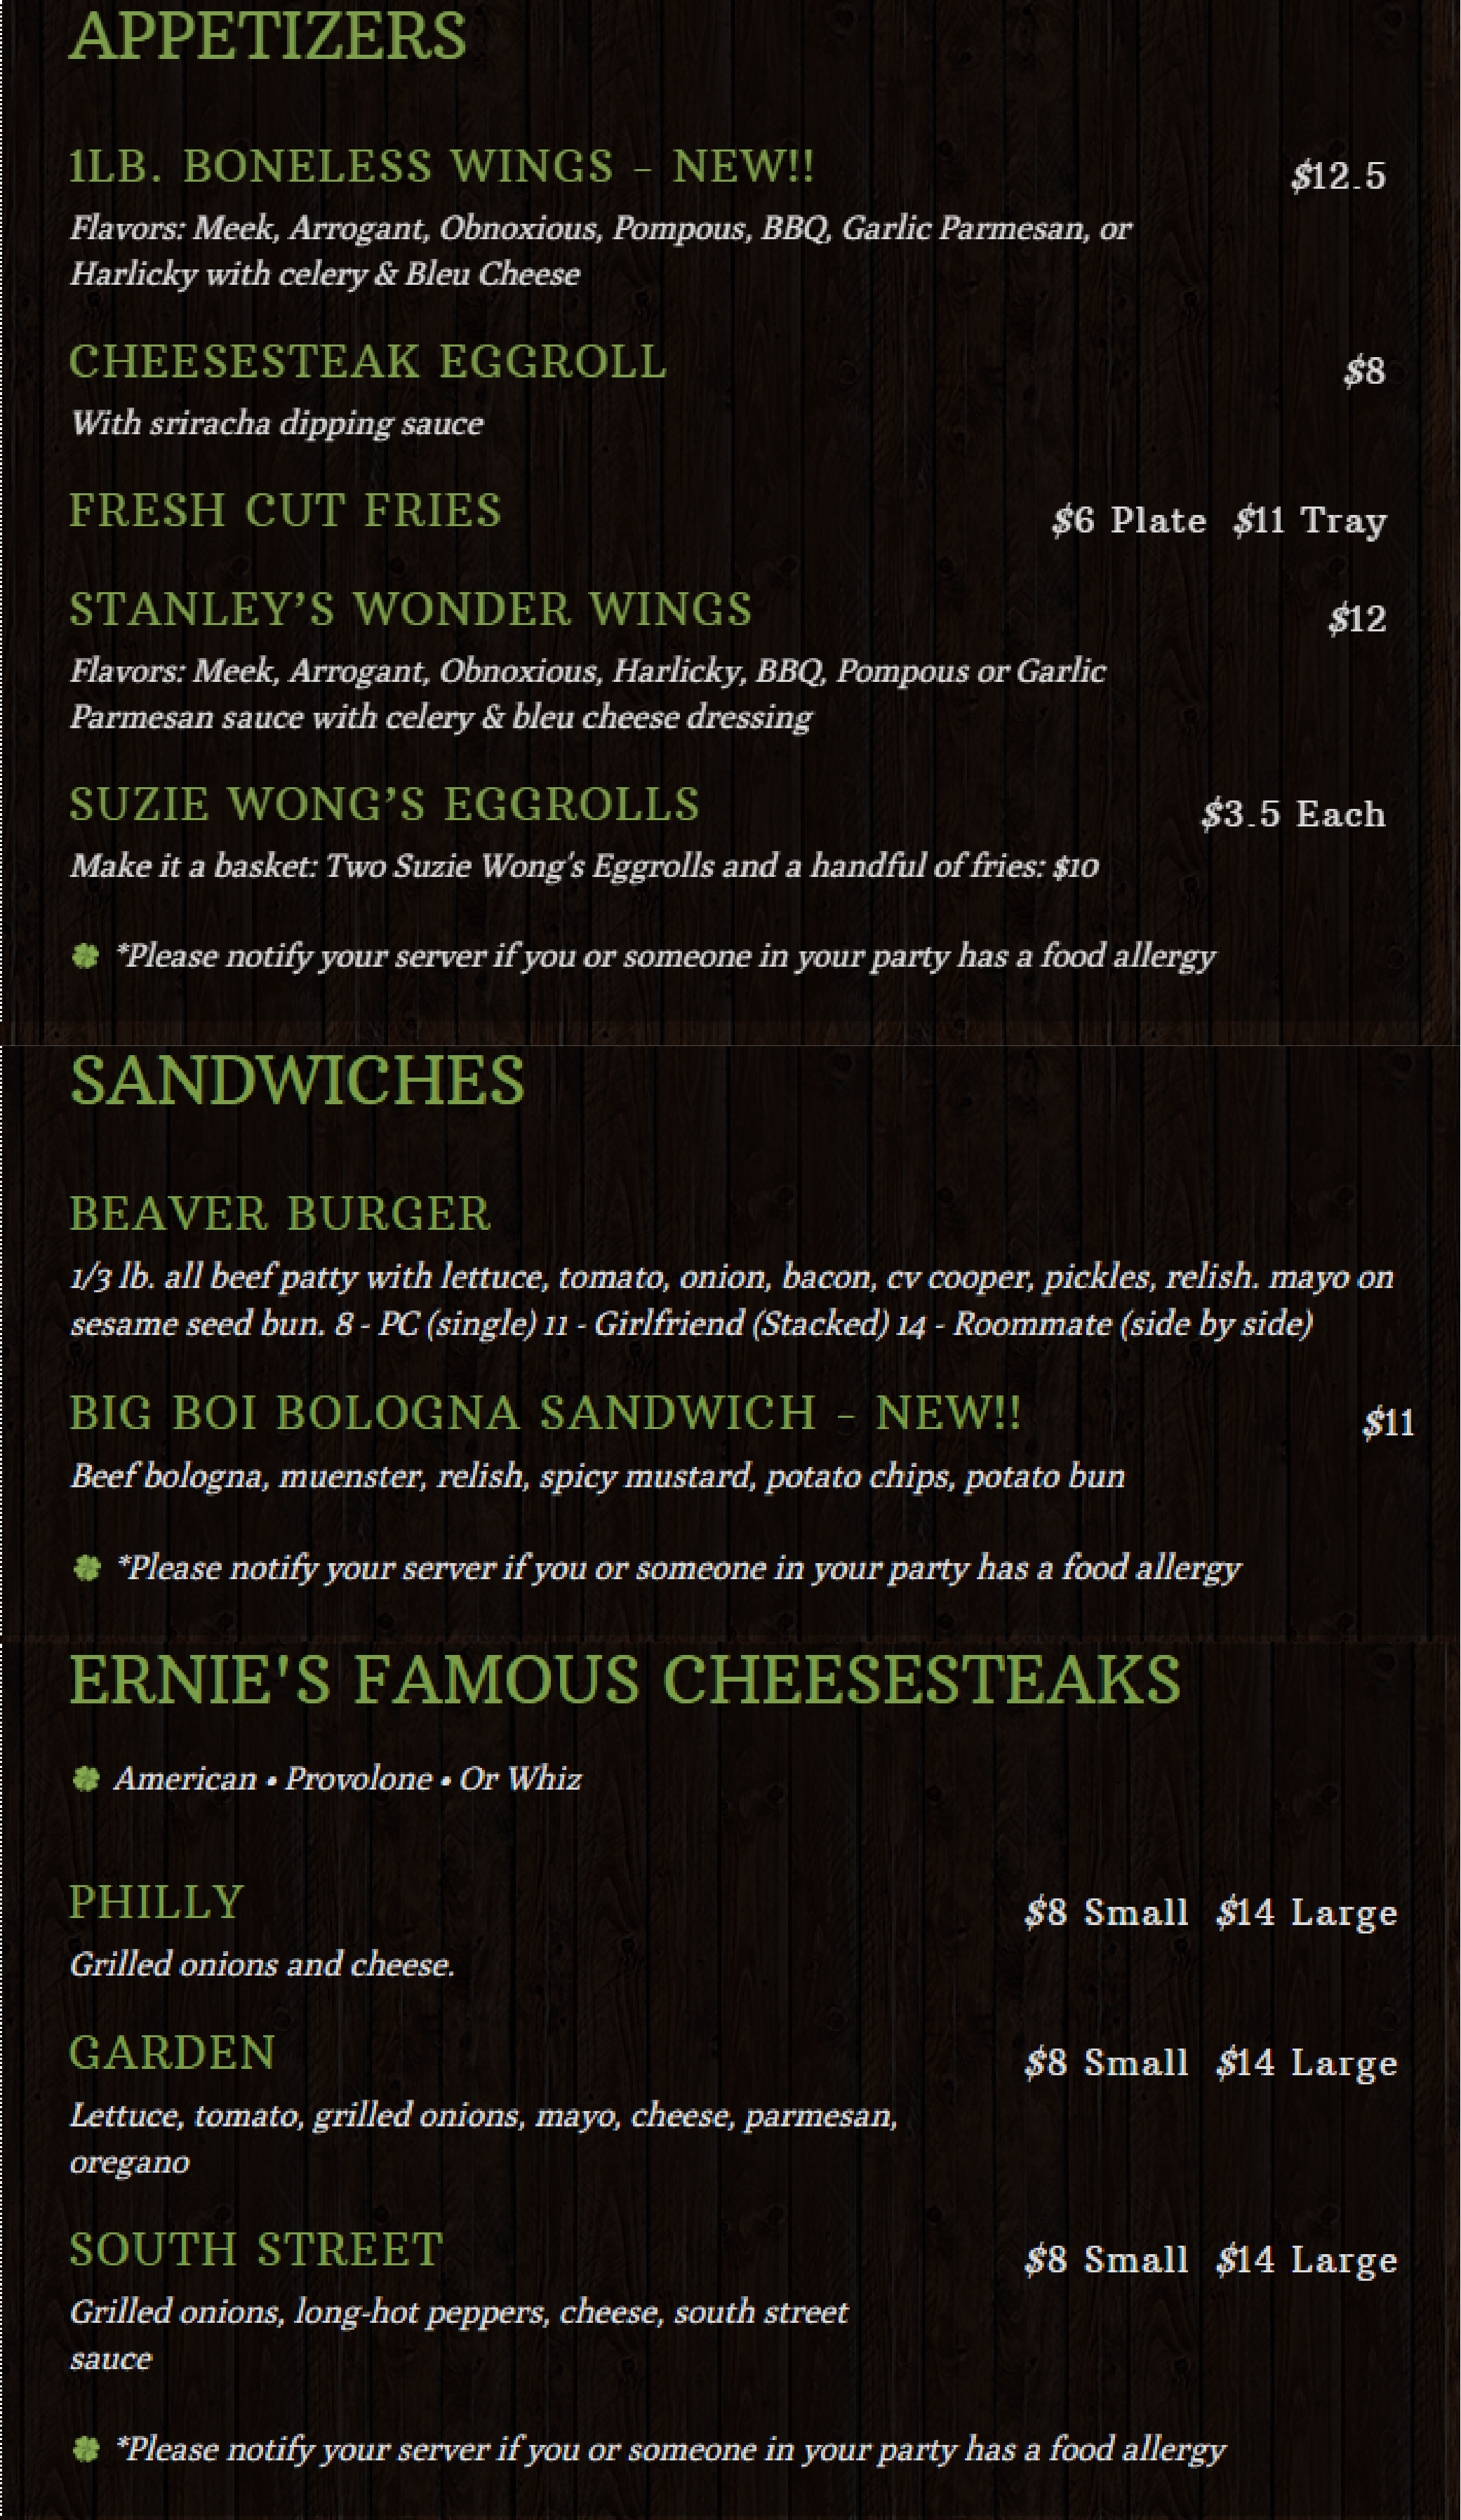 APPETIZERS
1LB. BONELESS WINGS – NEW!!
$12.5
Flavors: Meek, Arrogant, Obnoxious, Pompous, BBQ, Garlic Parmesan, or
Harlicky with celery & Bleu Cheese
CHEESESTEAK EGGROLL
$8
With sriracha dipping sauce
FRESH CUT FRIES
$6 Plate $11 Tray
STANLEY’S WONDER WINGS
$12
Flavors: Meek, Arrogant, Obnoxious, Harlicky, BBQ, Pompous or Garlic
Parmesan sauce with celery & bleu cheese dressing
SUZIE WONG’S EGGROLLS
$3.5 Each
Make it a basket: Two Suzie Wong's Eggrolls and a handful of fries: $10
*Please notify your server if you or someone in your party has a food allergy
SANDWICHES
BEAVER BURGER
1/3 lb. all beef patty with lettuce, tomato, onion, bacon, cv cooper, pickles, relish. mayo on
sesame seed bun. 8 - PC (single) 11 - Girlfriend (Stacked) 14 - Roommate (side by side)
BIG BOI BOLOGNA SANDWICH – NEW!!
$11
Beef bologna, muenster, relish, spicy mustard, potato chips, potato bun
*Please notify your server if you or someone in your party has a food allergy
ERNIE'S FAMOUS CHEESESTEAKS
American • Provolone • Or Whiz
PHILLY
$8 Small $14 Large
Grilled onions and cheese.
GARDEN
$8 Small $14 Large
Lettuce, tomato, grilled onions, mayo, cheese, parmesan,
oregano
SOUTH STREET
$8 Small $14 Large
Grilled onions, long-hot peppers, cheese, south street
sauce
*Please notify your server if you or someone in your party has a food allergy